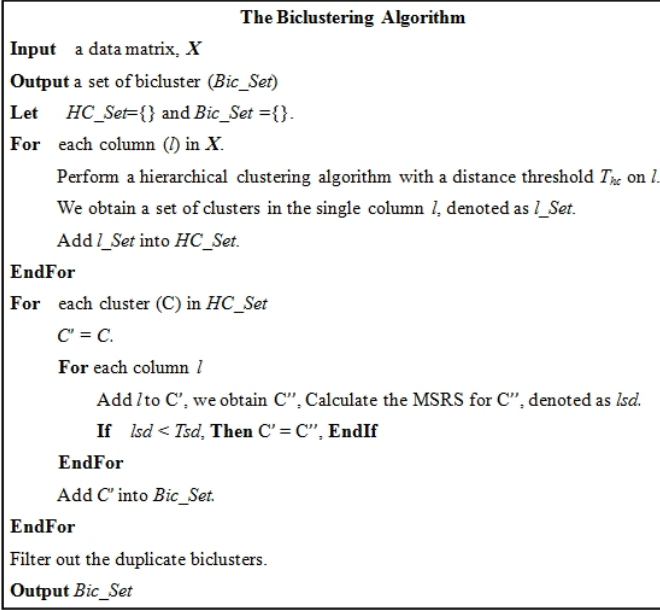 The Biclustering Algorithm
Input a data matrix, X
Output a set of bicluster (Bic_Set)
Let HC_Set={} and Bic_Set ={}.
For each column (l) in X.
Perform a hierarchical clustering algorithm with a distance threshold Thc on l.
We obtain a set of clusters in the single column l, denoted as l_Set.
Add l_Set into HC_Set.
EndFor
For each cluster (C) in HC_Set
C' = C.
For each column l
Add l to C', we obtain C'', Calculate the MSRS for C'', denoted as lsd.
If lsd < Tsd, Then C' = C'', EndIf
EndFor
Add C' into Bic_Set.
EndFor
Filter out the duplicate biclusters.
Output Bic_Set